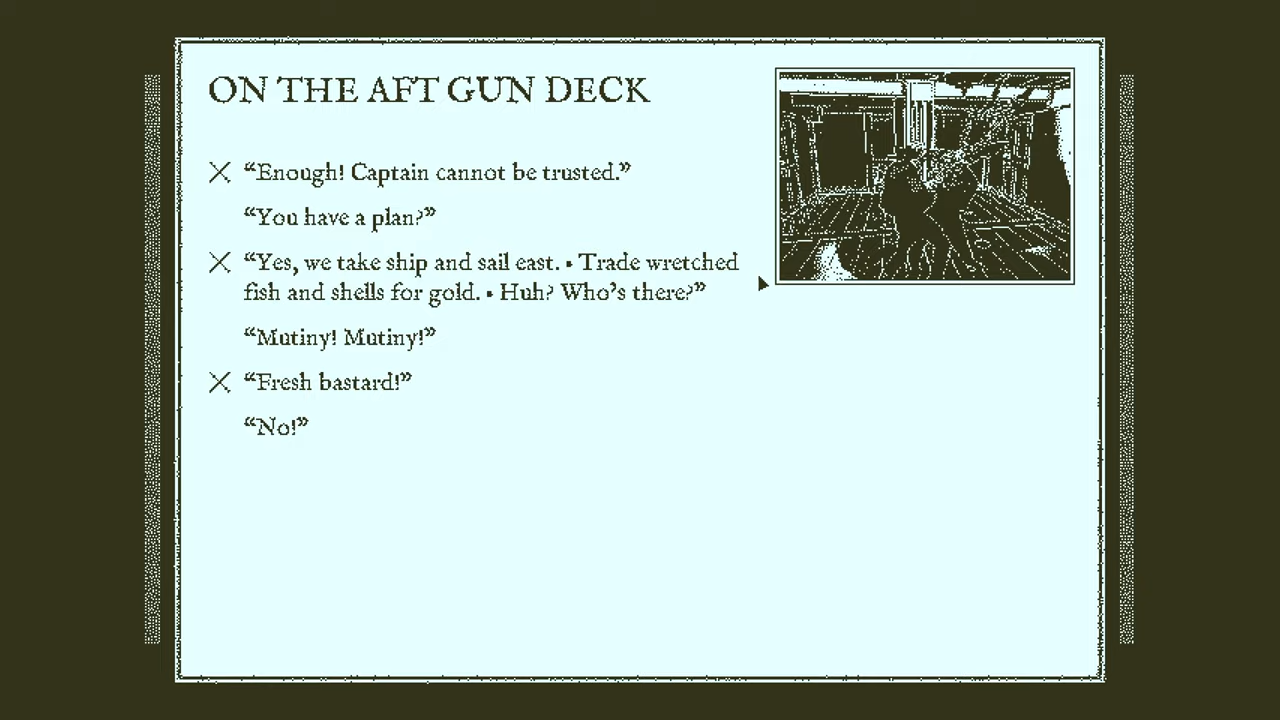 ON THE AFT GUN DECK
“Enough! Captain cannot be trusted.”
“You have a plan?”
“Yes, we take ship and sail east. • Trade wretched
fish and shells for gold. • Huh? Who’s there?”
“Mutiny! Mutiny!”
“Fresh bastard!”
“No!”